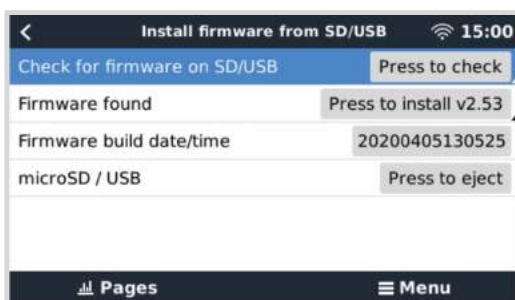 Install firmware from SD/USB 15:00
Check for firmware on SD/USB Press to check
Firmware found Press to install v2.53
Firmware build date/time 20200405130525
microSD / USB Press to eject
Pages Menu